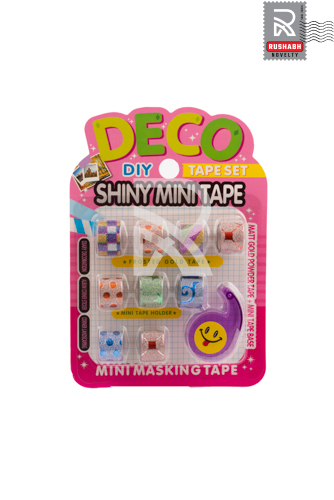 RUSHABH
NOVELTY
DECO
DIY
TAPE SET
SHINY MINI TAPE
MINI TAPE HOLDER
MATT GOLD POWDER TAPE + MINI TAPE BASE
MINI MASKING TAPE